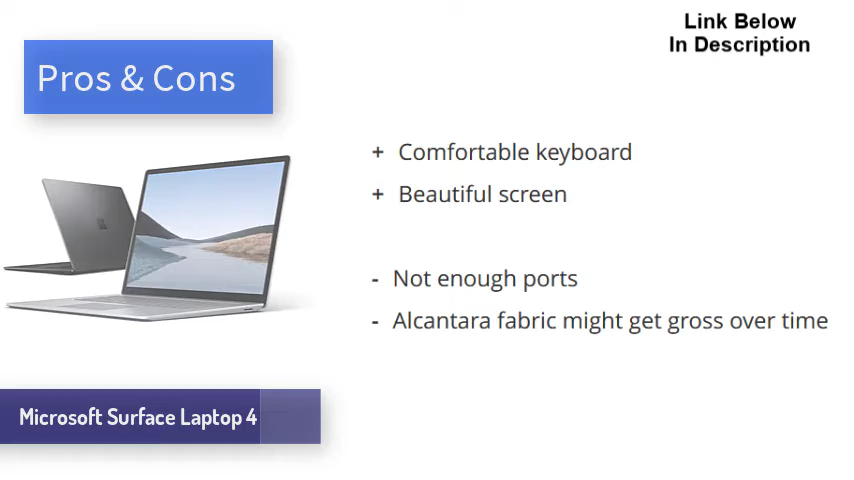 Link Below
In Description
Pros & Cons
+ Comfortable keyboard
+ Beautiful screen
- Not enough ports
- Alcantara fabric might get gross over time
Microsoft Surface Laptop 4